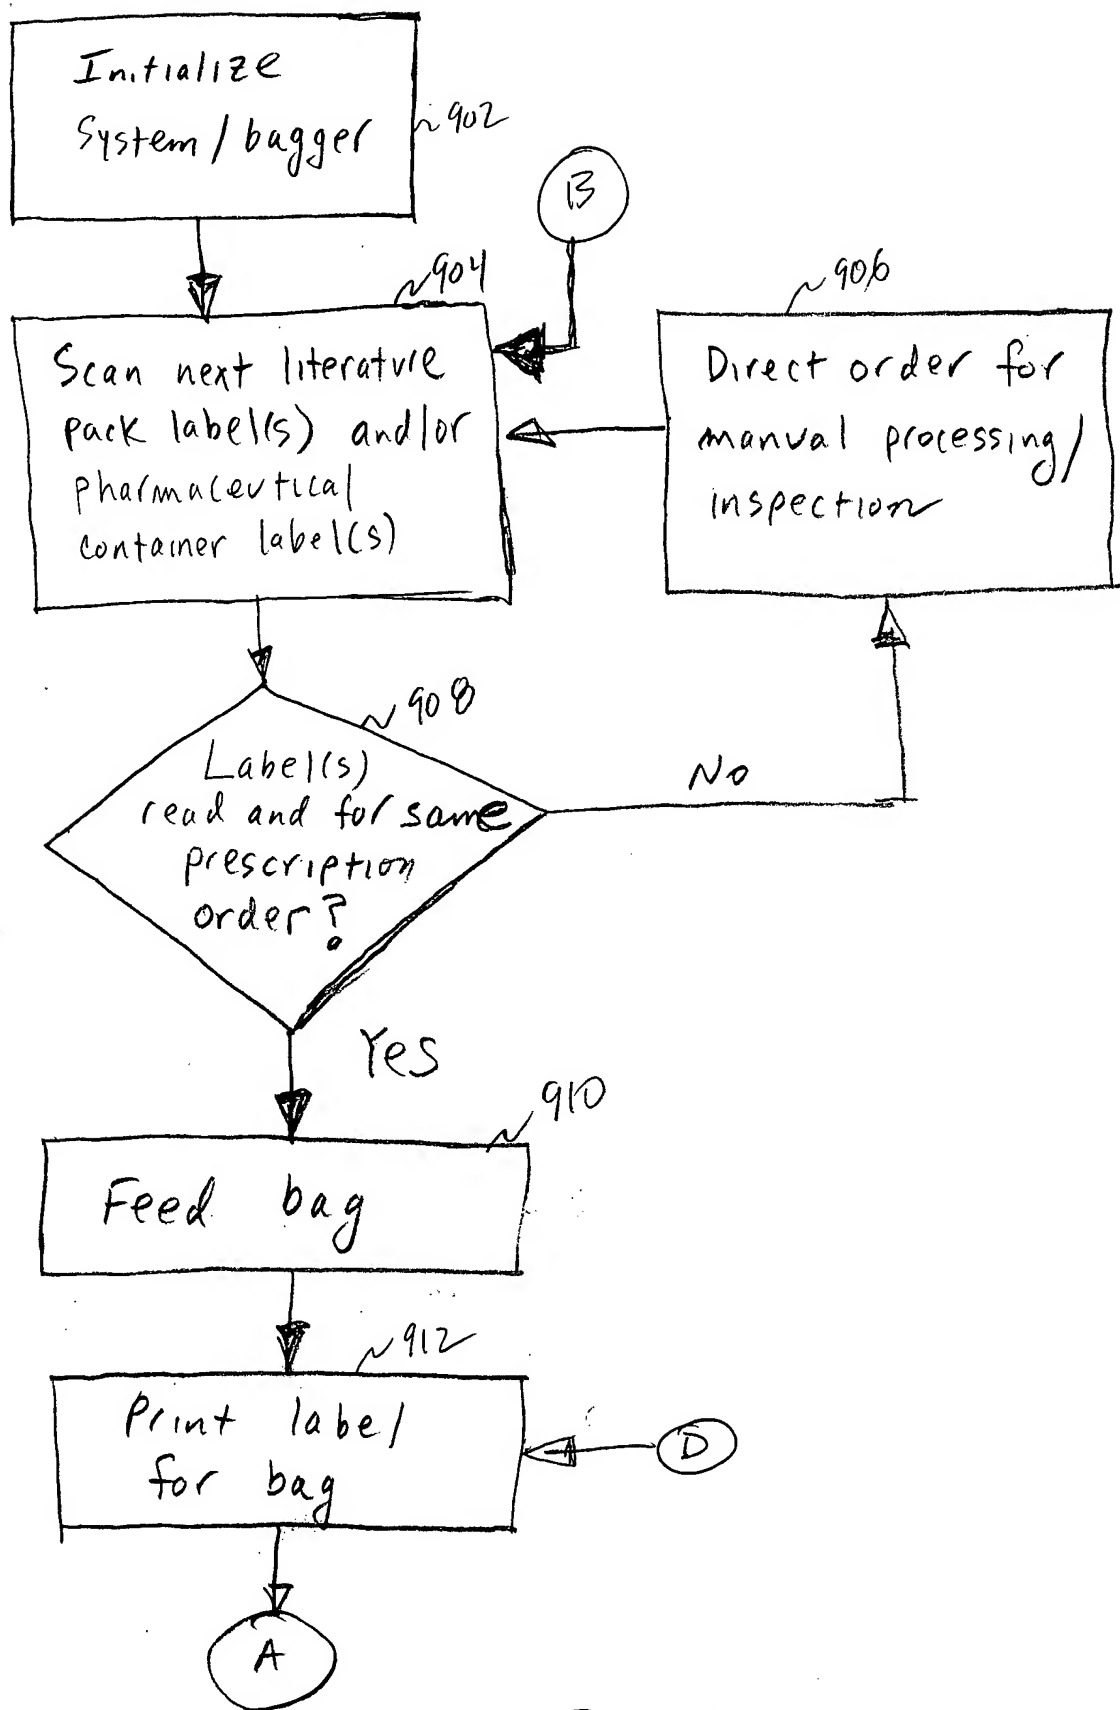 Initialize
System/bagger
902
B
904
906
Scan next literature
pack label(s) and/or
pharmaceutical
container label(s)
Direct order for
manual processing/
inspection
908
Label(s)
read and for same
prescription
order?
No
Yes
910
Feed bag
912
Print label
for bag
D
A